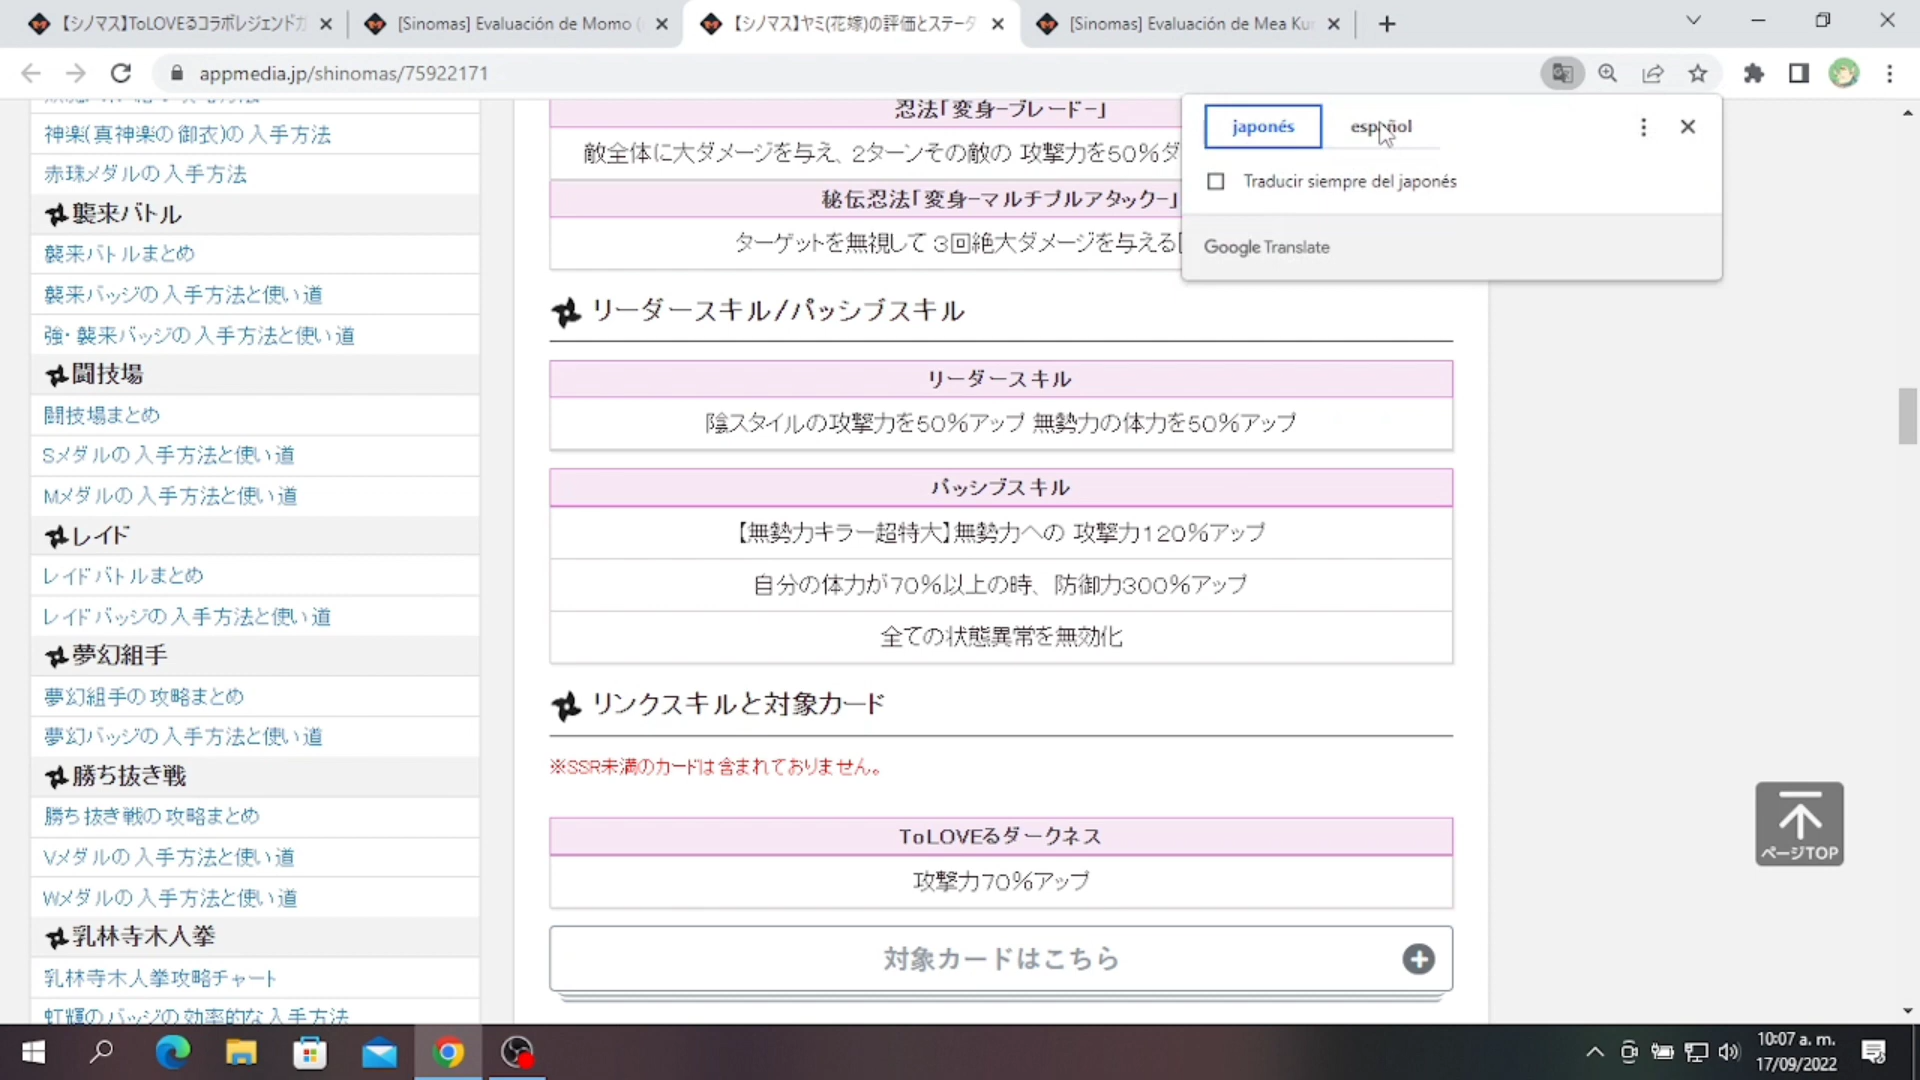 【シノマス】ToLOVEるコラボレジェンドガ
[Sinomas] Evaluación de Momo (
【シノマス】ヤミ(花嫁)の評価とステータ
[Sinomas] Evaluación de Mea Kur
appmedia.jp/shinomas/75922171
japonés
español
Traducir siempre del japonés
Google Translate
神楽(真神楽の御衣)の入手方法
赤珠メダルの入手方法
襲来バトル
襲来バトルまとめ
襲来バッジの入手方法と使い道
強・襲来バッジの入手方法と使い道
闘技場
闘技場まとめ
Sメダルの入手方法と使い道
Mメダルの入手方法と使い道
レイド
レイドバトルまとめ
レイドバッジの入手方法と使い道
夢幻組手
夢幻組手の攻略まとめ
夢幻バッジの入手方法と使い道
勝ち抜き戦
勝ち抜き戦の攻略まとめ
Vメダルの入手方法と使い道
Wメダルの入手方法と使い道
乳林寺木人拳
乳林寺木人拳攻略チャート
虹輝のバッジの効率的な入手方法
忍法「変身-ブレード-」
敵全体に大ダメージを与え、2ターンその敵の 攻撃力を50%ダ
秘伝忍法「変身-マルチブルアタック-」
ターゲットを無視して 3回絶大ダメージを与える
リーダースキル/パッシブスキル
リーダースキル
陰スタイルの攻撃力を50%アップ 無勢力の体力を50%アップ
パッシブスキル
【無勢力キラー超特大】無勢力への 攻撃力120%アップ
自分の体力が70%以上の時、 防御力300%アップ
全ての状態異常を無効化
リンクスキルと対象カード
※SSR未満のカードは含まれておりません。
ToLOVEるダークネス
攻撃力70%アップ
対象カードはこちら
ページTOP
10:07 a. m.
17/09/2022